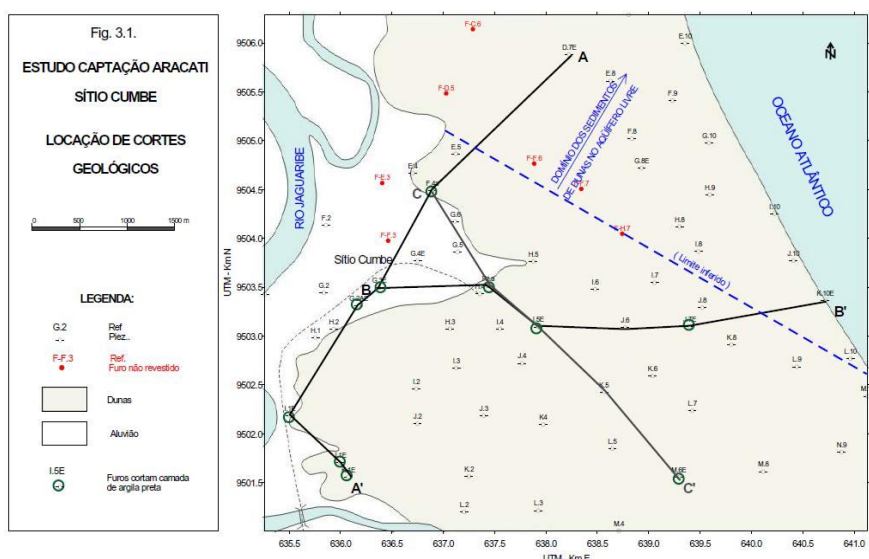 Fig. 3.1.
ESTUDO CAPTAÇÃO ARACATI
SÍTIO CUMBE
LOCAÇÃO DE CORTES
GEOLÓGICOS
0 500 1000 1500 m
LEGENDA:
G.2 Ref
Piez..
F-F.3 Ref.
Furo não revestido
Dunas
Aluvião
I.5E Furos cortam camada
de argila preta
UTM - Km N
9506.0
9505.5
9505.0
9504.5
9504.0
9503.5
9503.0
9502.5
9502.0
9501.5
RIO JAGUARIBE
OCEANO ATLÂNTICO
N
DOMÍNIO DOS SEDIMENTOS
DE DUNAS NO AQÜÍFERO LIVRE
( Limite inferido )
Sítio Cumbe
F-C.6
E.10
D.7E
A
E.8
F-D.5
F.9
F.8
G.10
E.5
E.4
F-F.6
G.8E
F-E.3
C
H.9
F.2
G.6
I.10
F-F.3
F-H.7
H.8
G.4E
G.5
H.5
I.8
J.10
G.2
B
I.6
I.7
K.10E
B'
H.1
H.2
H.3
I.4
I.5E
J.6
J.8
K.8
I.3
J.4
L.10
L.9
I.2
K.5
K.6
J.2
J.3
K4
L.7
L.5
N.9
K.2
M.6E
M.8
A'
C'
L.2
L.3
M.4
635.5 636.0 636.5 637.0 637.5 638.0 638.5 639.0 639.5 640.0 640.5 641.0
UTM - Km E